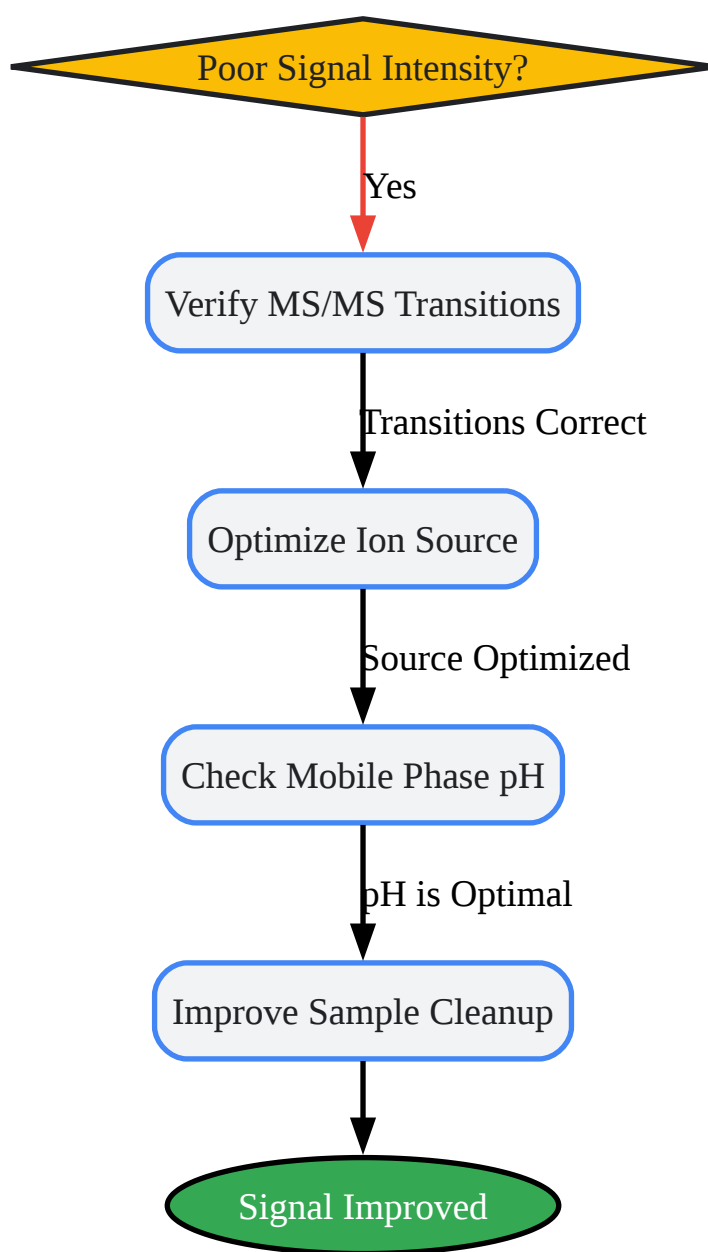 Poor Signal Intensity?
Yes
Verify MS/MS Transitions
Transitions Correct
Optimize Ion Source
Source Optimized
Check Mobile Phase pH
pH is Optimal
Improve Sample Cleanup
Signal Improved